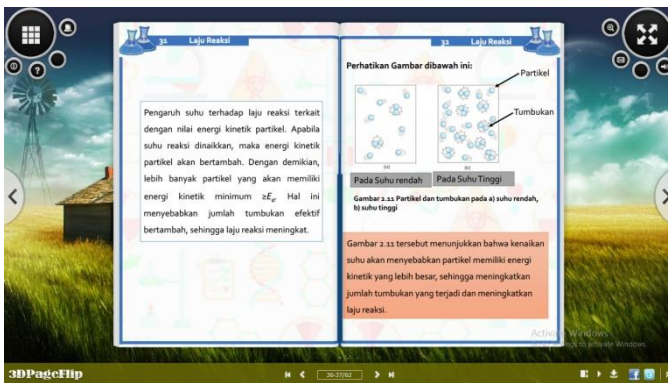 31 Laju Reaksi
Pengaruh suhu terhadap laju reaksi terkait
dengan nilai energi kinetik partikel. Apabila
suhu reaksi dinaikkan, maka energi kinetik
partikel akan bertambah. Dengan demikian,
lebih banyak partikel yang akan memiliki
energi kinetik minimum ≥Ea. Hal ini
menyebabkan jumlah tumbukan efektif
bertambah, sehingga laju reaksi meningkat.
32 Laju Reaksi
Perhatikan Gambar dibawah ini:
Partikel
Tumbukan
(a) (b)
Pada Suhu rendah Pada Suhu Tinggi
Gambar 2.11 Partikel dan tumbukan pada a) suhu rendah,
b) suhu tinggi
Gambar 2.11 tersebut menunjukkan bahwa kenaikan
suhu akan menyebabkan partikel memiliki energi
kinetik yang lebih besar, sehingga meningkatkan
jumlah tumbukan yang terjadi dan meningkatkan
laju reaksi.
Windows
to activate Windows.
3DPageFlip
36-37/62